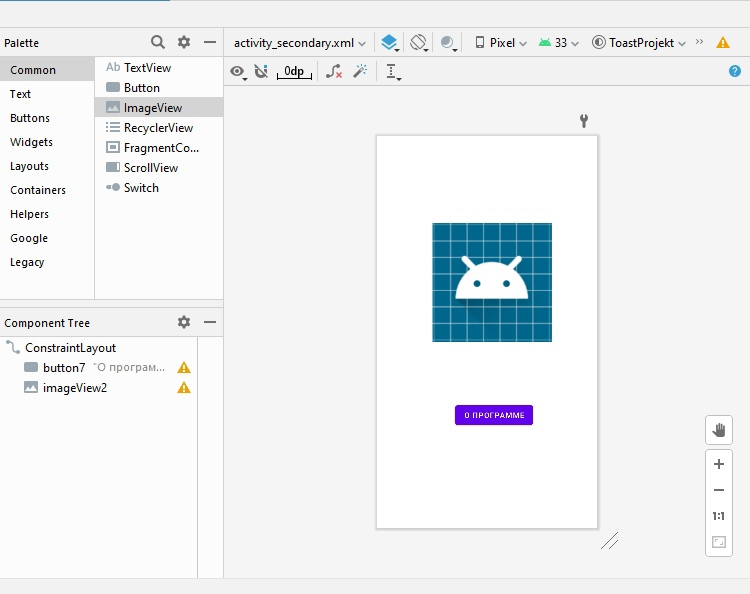 Palette
activity_secondary.xml
Pixel
33
ToastProjekt
0dp
Common
Text
Buttons
Widgets
Layouts
Containers
Helpers
Google
Legacy
Ab TextView
Button
ImageView
RecyclerView
FragmentCo...
ScrollView
Switch
Component Tree
ConstraintLayout
button7 "О програм...
imageView2
О ПРОГРАММЕ
1:1